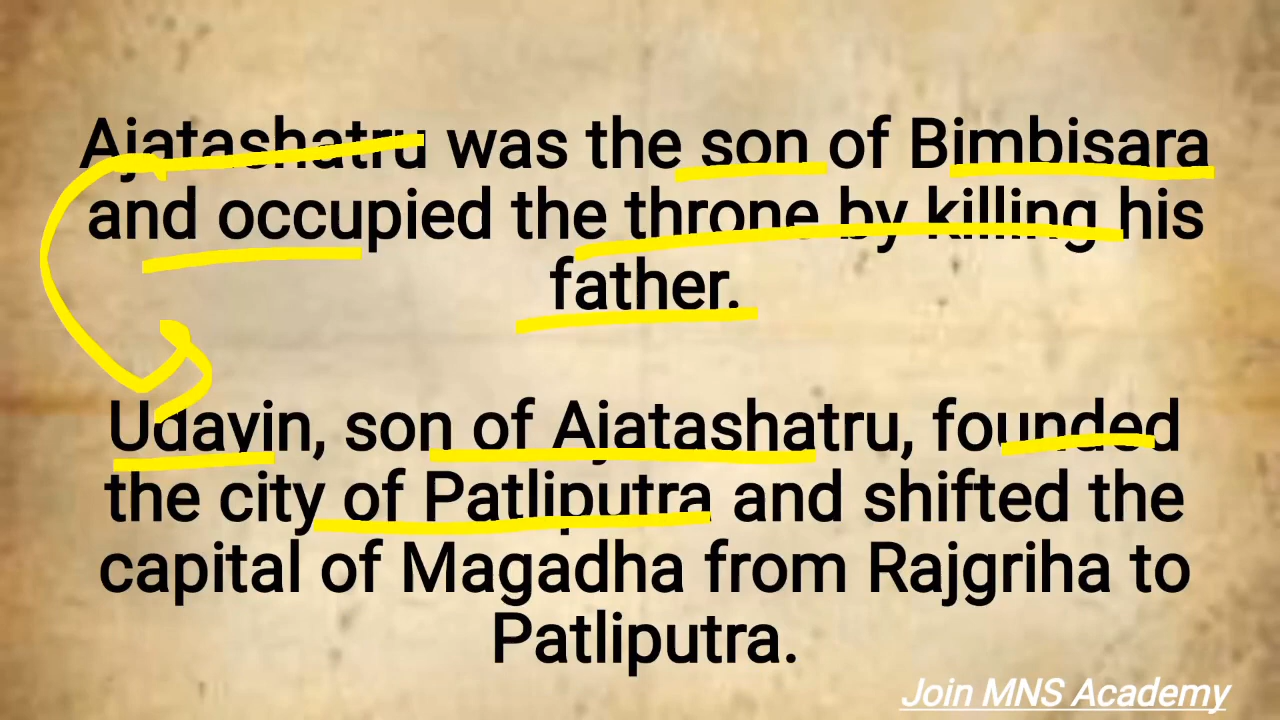 Ajatashatru was the son of Bimbisara
and occupied the throne by killing his
father.
Udayin, son of Ajatashatru, founded
the city of Patliputra and shifted the
capital of Magadha from Rajgriha to
Patliputra.
Join MNS Academy